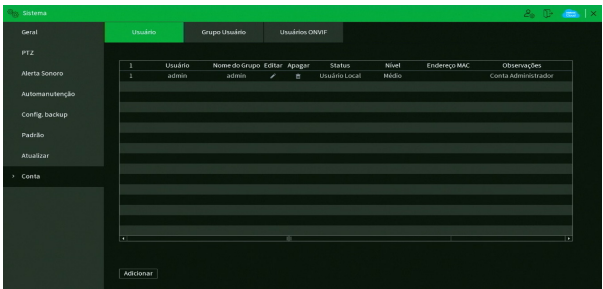 Sistema
Geral
PTZ
Alerta Sonoro
Automanutenção
Config. backup
Padrão
Atualizar
Conta
Usuário Grupo Usuário Usuários ONVIF
1 Usuário Nome do Grupo Editar Apagar Status Nível Endereço MAC Observações
1 admin admin Usuário Local Médio Conta Administrador
Adicionar